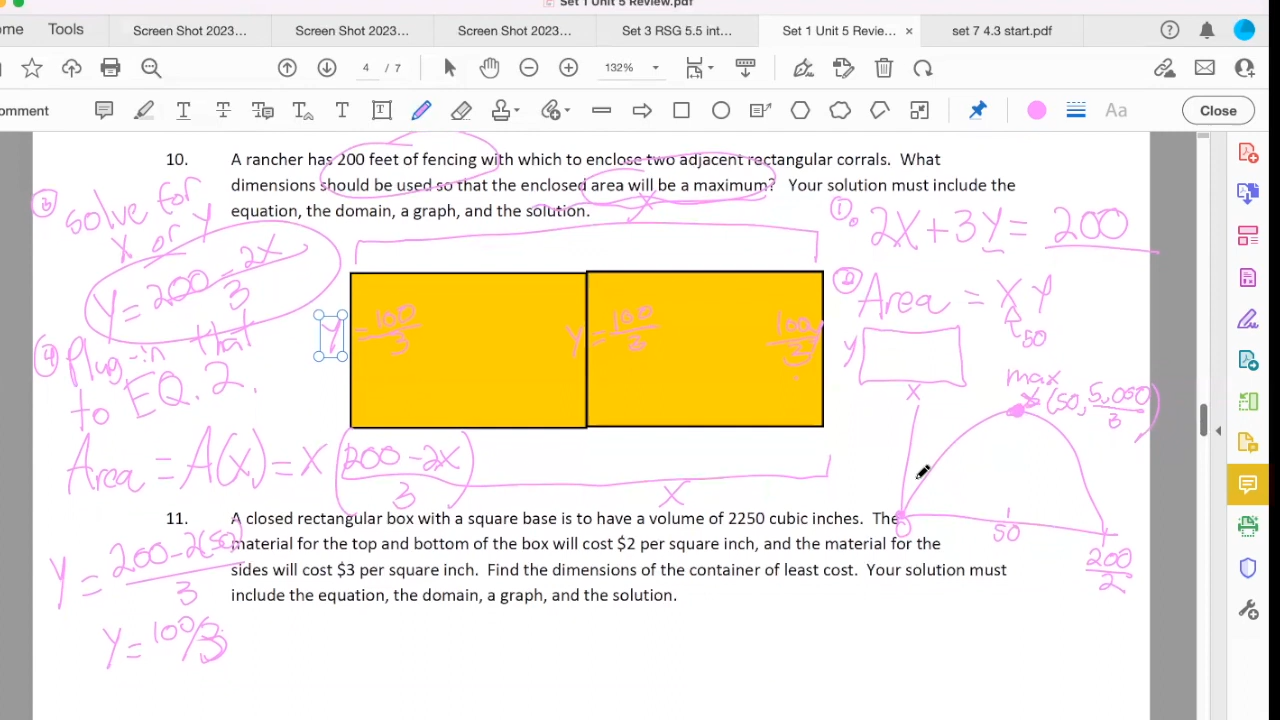 Set 1 Unit 5 Review.pdf
ome
Tools
Screen Shot 2023...
Screen Shot 2023...
Screen Shot 2023...
Set 3 RSG 5.5 int...
Set 1 Unit 5 Revie...
×
set 7 4.3 start.pdf
4 / 7
132%
omment
Aa
Close
10. A rancher has 200 feet of fencing with which to enclose two adjacent rectangular corrals. What
dimensions should be used so that the enclosed area will be a maximum? Your solution must include the
equation, the domain, a graph, and the solution.
X
① 2X+3Y = 200
② Area = X Y
50
③ solve for
X or Y
Y = 200 - 2X
3
④ Plug-in that
to EQ. 2.
Area = A(X) = X (200 - 2X)
3
Y = 100
3
Y = 100
3
100
3
Y
X
X
max
(50, 5,000)
3
0
50
200
2
11. A closed rectangular box with a square base is to have a volume of 2250 cubic inches. The
material for the top and bottom of the box will cost $2 per square inch, and the material for the
sides will cost $3 per square inch. Find the dimensions of the container of least cost. Your solution must
include the equation, the domain, a graph, and the solution.
Y = 200 - 2(50)
3
Y = 100/3